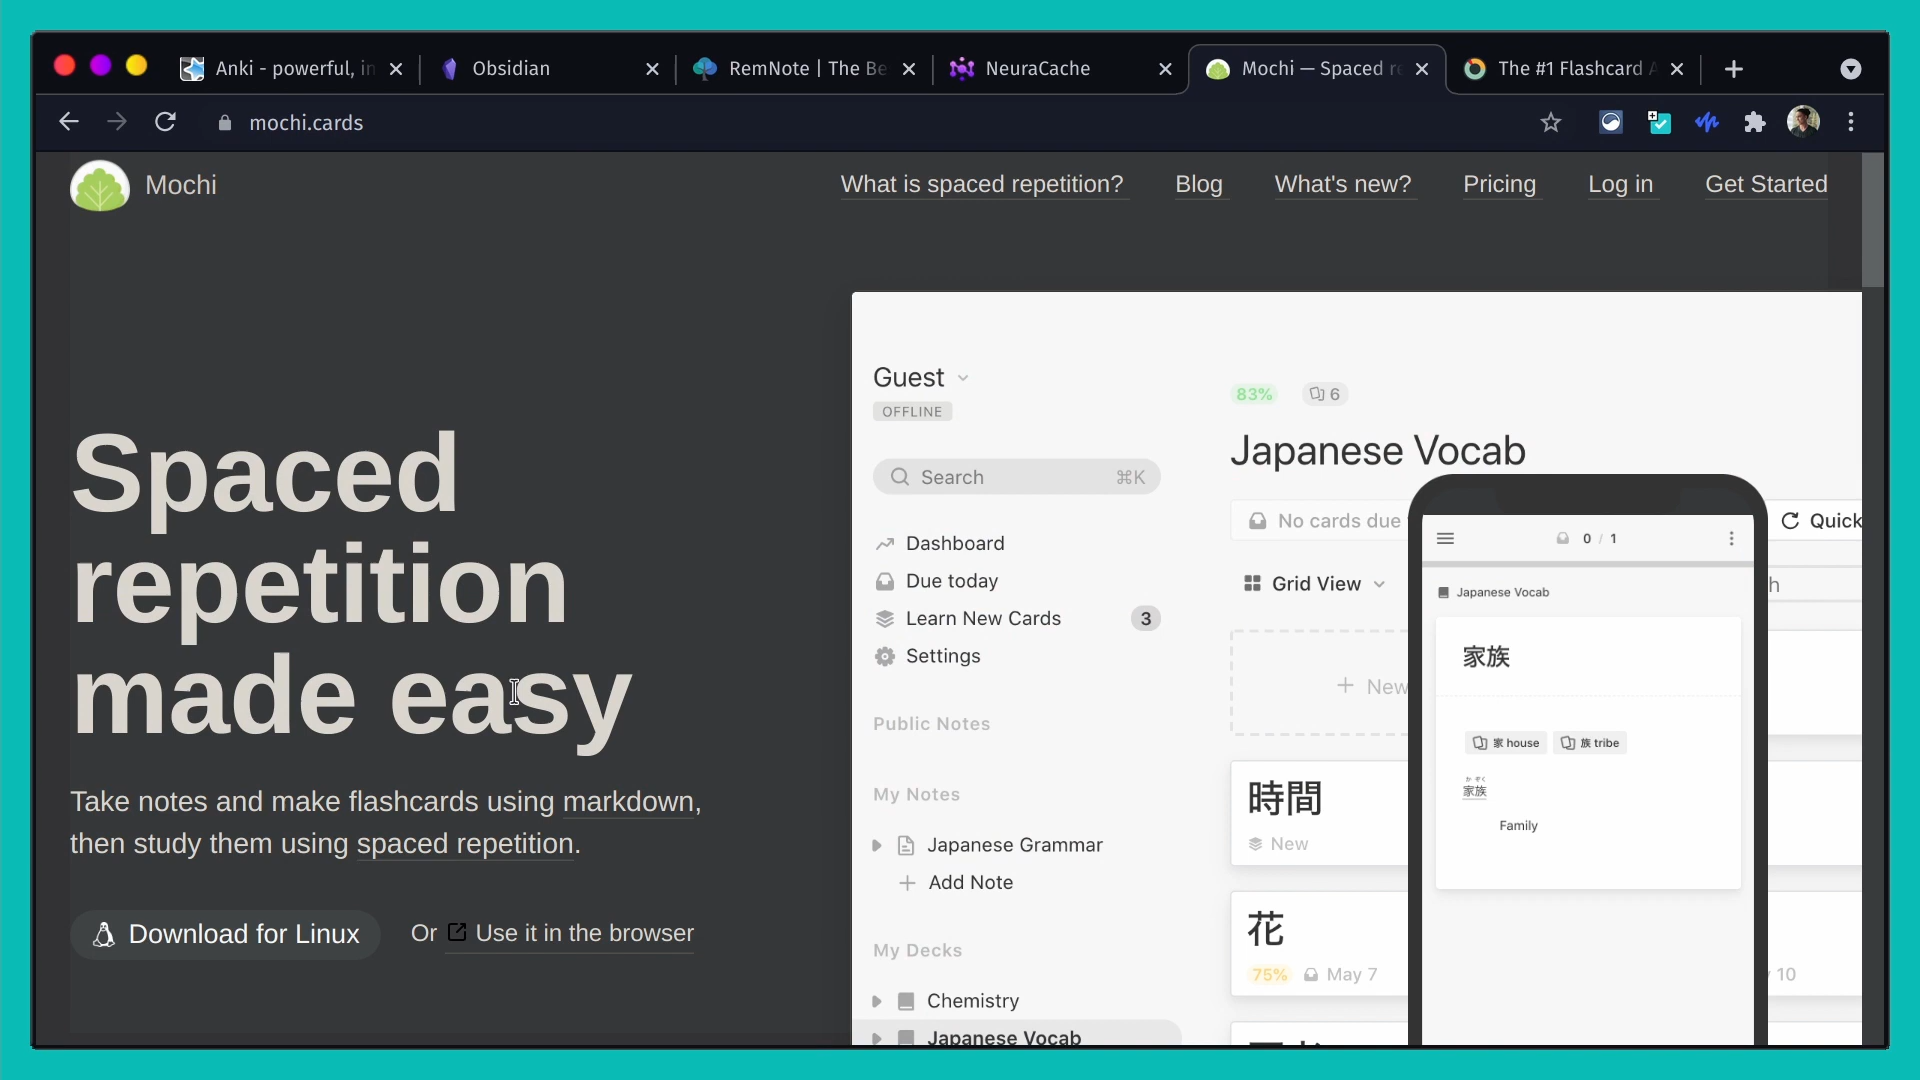 Anki - powerful, in
Obsidian
RemNote | The Be
NeuraCache
Mochi — Spaced re
The #1 Flashcard A
mochi.cards
Mochi
What is spaced repetition?
Blog
What's new?
Pricing
Log in
Get Started
Spaced
repetition
made easy
Take notes and make flashcards using markdown,
then study them using spaced repetition.
Download for Linux
Or Use it in the browser
Guest
OFFLINE
Search ⌘K
Dashboard
Due today
Learn New Cards 3
Settings
Public Notes
My Notes
Japanese Grammar
Add Note
My Decks
Chemistry
Japanese Vocab
83% 6
Japanese Vocab
No cards due
Quick
Grid View
h
+ New
時間
New
花
75% May 7
10
0 / 1
Japanese Vocab
家族
家 house 族 tribe
か ぞく
家族
Family